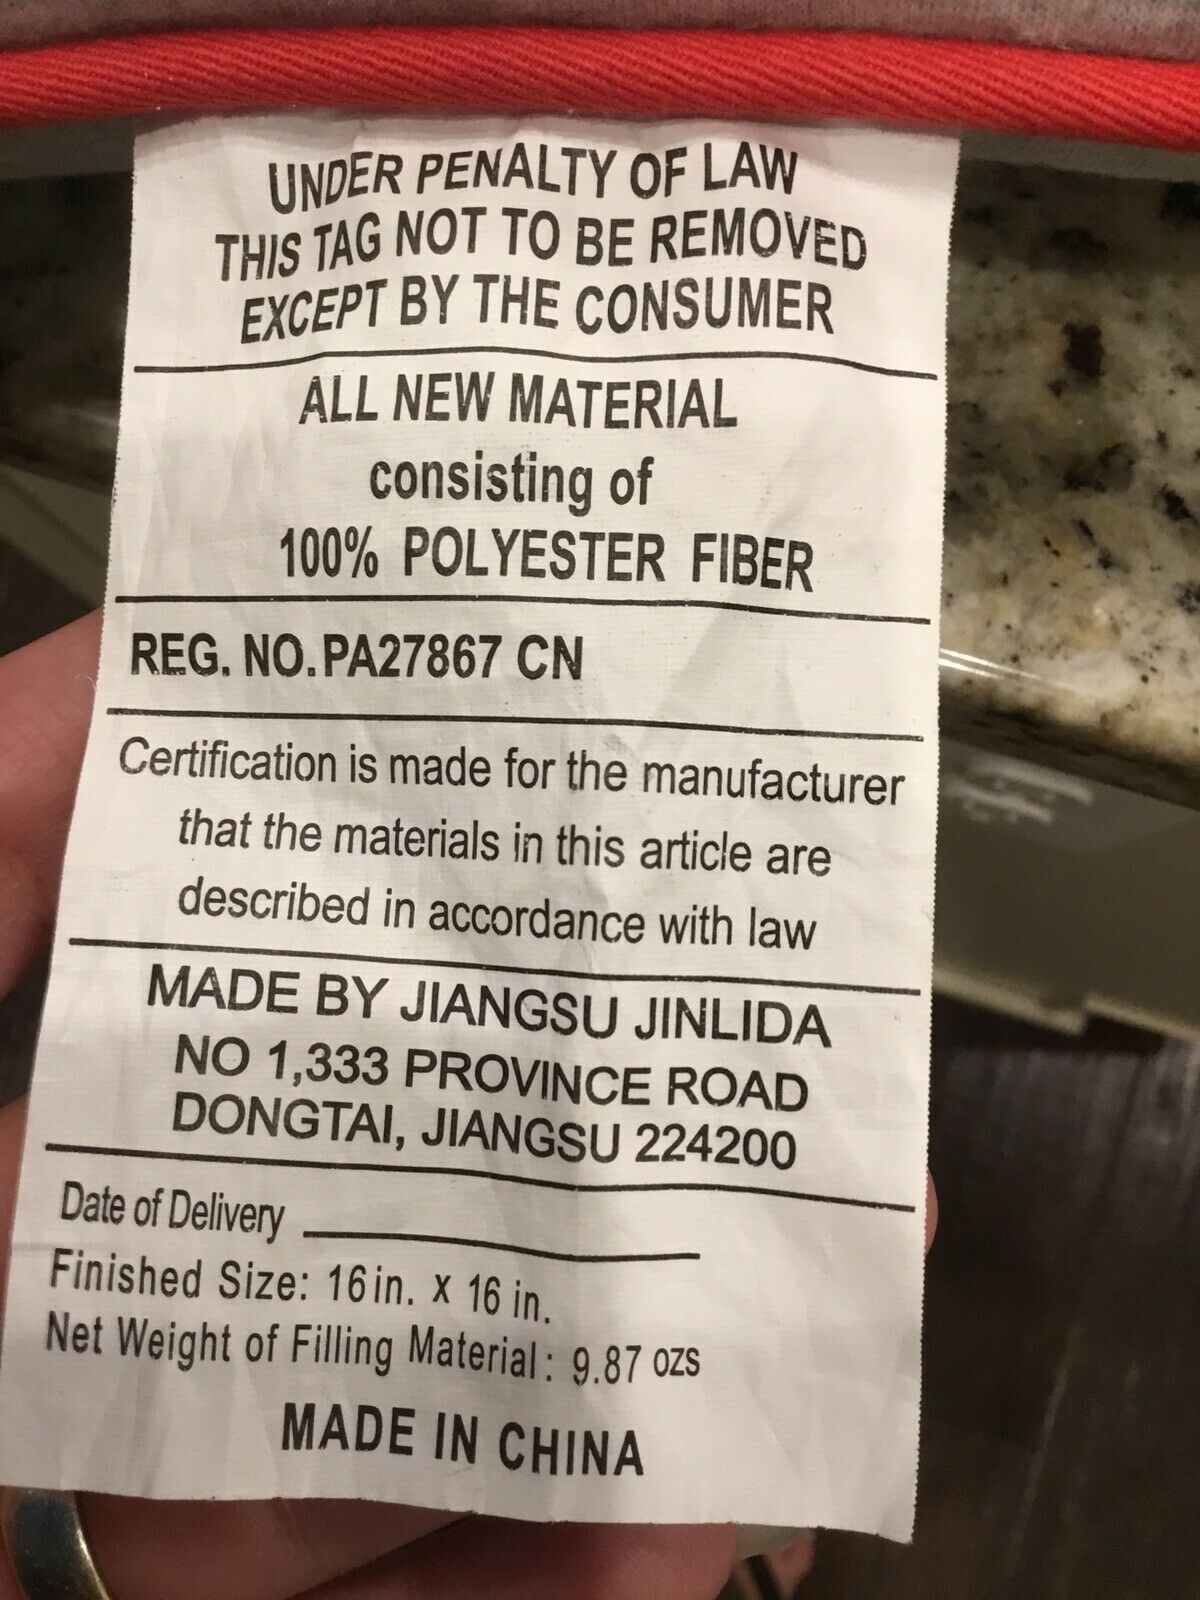 UNDER PENALTY OF LAW
THIS TAG NOT TO BE REMOVED
EXCEPT BY THE CONSUMER
ALL NEW MATERIAL
consisting of
100% POLYESTER FIBER
REG. NO.PA27867 CN
Certification is made for the manufacturer
that the materials in this article are
described in accordance with law
MADE BY JIANGSU JINLIDA
NO 1,333 PROVINCE ROAD
DONGTAI, JIANGSU 224200
Date of Delivery
Finished Size: 16in. x 16 in.
Net Weight of Filling Material: 9.87 ozs
MADE IN CHINA